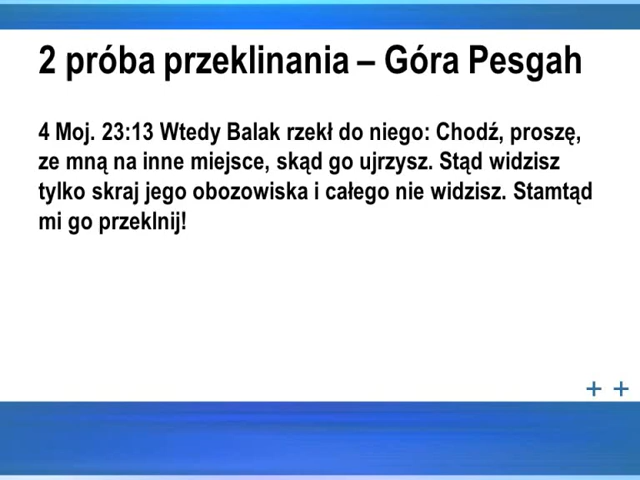 2 próba przeklinania – Góra Pesgah
4 Moj. 23:13 Wtedy Balak rzekł do niego: Chodź, proszę,
ze mną na inne miejsce, skąd go ujrzysz. Stąd widzisz
tylko skraj jego obozowiska i całego nie widzisz. Stamtąd
mi go przeklnij!
+ +